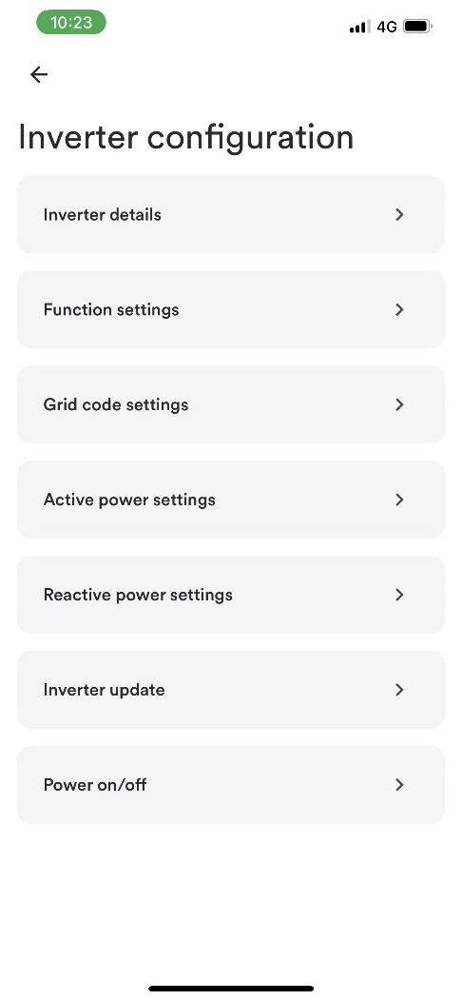 10:23
4G
Inverter configuration
Inverter details
Function settings
Grid code settings
Active power settings
Reactive power settings
Inverter update
Power on/off